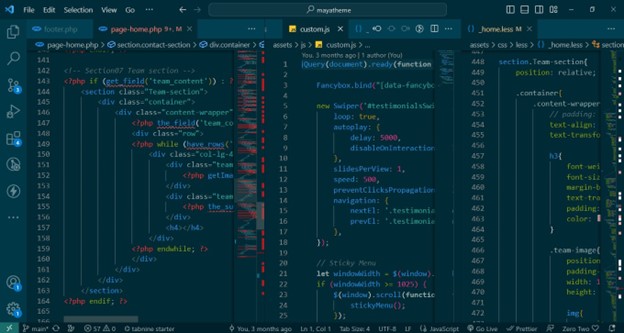 File Edit Selection View Go mayatheme
footer.php page-home.php 9+, M
page-home.php > section.contact-section > div.container
141
142 <!-- Section07 Team section -->
143 <?php if (get_field('team_content')) : ?
144 <section class="Team-section">
145 <div class="container">
146 <div class="content-wrapper"
147 <?php the_field('team_co
148 <div class="row">
149 <?php while (have_rows('
150 <div class="col-lg-4
151 <div class="team
152 <?php getIma
153 </div>
154 <div class="team
155 <?php the_su
156 </div>
157 <h4></h4>
158 </div>
159 <?php endwhile; ?>
160 </div>
161 </div>
162 </div>
163 </section>
164 <?php endif; ?>
165
166
custom.js
assets > js > custom.js > ...
You, 3 months ago | 1 author (You)
1 jQuery(document).ready(function
2
3 Fancybox.bind("[data-fancybo
4
5 new Swiper("#testimonialsSwi
6 loop: true,
7 autoplay: {
8 delay: 5000,
9 disableOnInteraction
10 },
11 slidesPerView: 1,
12 speed: 500,
13 preventClicksPropagation
14 navigation: {
15 nextEl: '.testimonia
16 prevEl: '.testimonia
17 },
18 });
19
20 // Sticky Menu
21 let windowWidth = $(window).
22 if (windowWidth >= 1025) {
23 $(window).scroll(functio
24 stickyMenu();
25 });
_home.less M
assets > css > less > _home.less > section
448 section.Team-section{
449 position: relative;
450
451 .container{
452 .content-wrapper
453 // padding:
454 text-align:
455 text-transfo
456
457 h3{
458 font-wei
459 font-siz
460 margin-b
461 text-tra
462 padding:
463 color:
464 }
465
466 .team-image{
467 position
468 padding-
469 width: 1
470 height:
471
472 img{
main* 57 0 tabnine starter You, 3 months ago Ln 1, Col 1 Tab Size: 4 UTF-8 LF JavaScript Go Live Prettier Zero Two